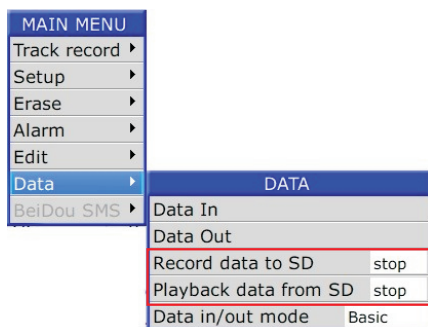 MAIN MENU
Track record
Setup
Erase
Alarm
Edit
Data
BeiDou SMS
DATA
Data In
Data Out
Record data to SD stop
Playback data from SD stop
Data in/out mode Basic